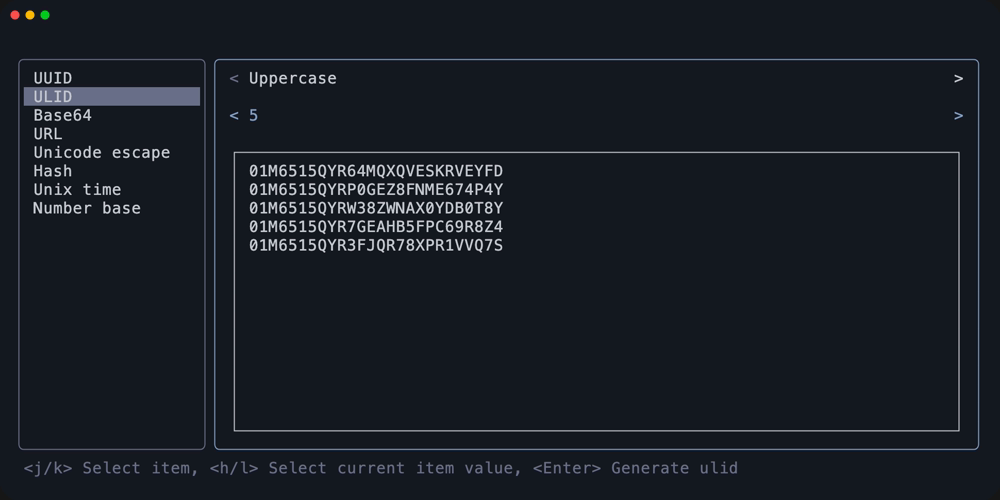 UUID
ULID
Base64
URL
Unicode escape
Hash
Unix time
Number base
< Uppercase >
< 5 >
01M6515QYR64MQXQVESKRVEYFD
01M6515QYRP0GEZ8FNME674P4Y
01M6515QYRW38ZWNAX0YDB0T8Y
01M6515QYR7GEAHB5FPC69R8Z4
01M6515QYR3FJQR78XPR1VVQ7S
<j/k> Select item, <h/l> Select current item value, <Enter> Generate ulid